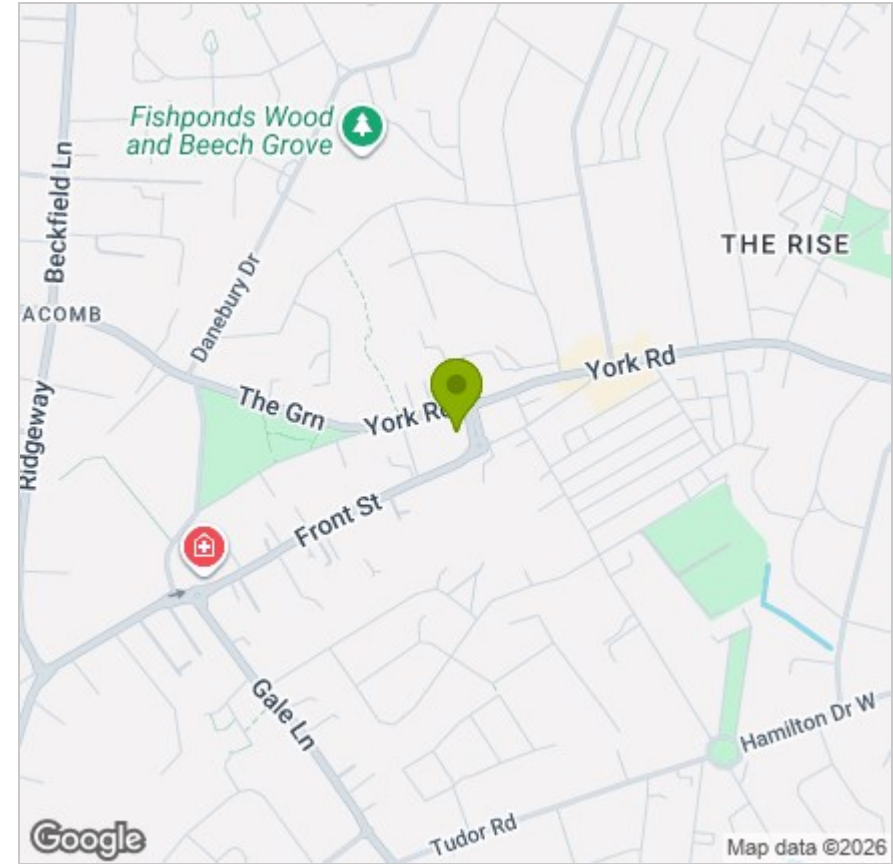 Fishponds Wood
and Beech Grove
Beckfield Ln
THE RISE
Danebury Dr
ACOMB
York Rd
The Grn
York Rd
Ridgeway
Front St
Gale Ln
Hamilton Dr W
Tudor Rd
Google
Map data ©2026